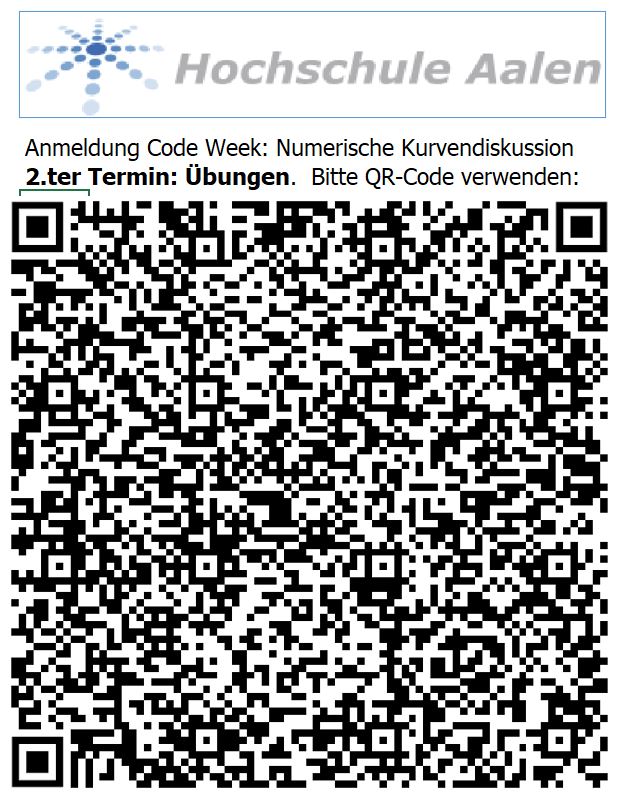 Hochschule Aalen
Anmeldung Code Week: Numerische Kurvendiskussion
2.ter Termin: Übungen. Bitte QR-Code verwenden: